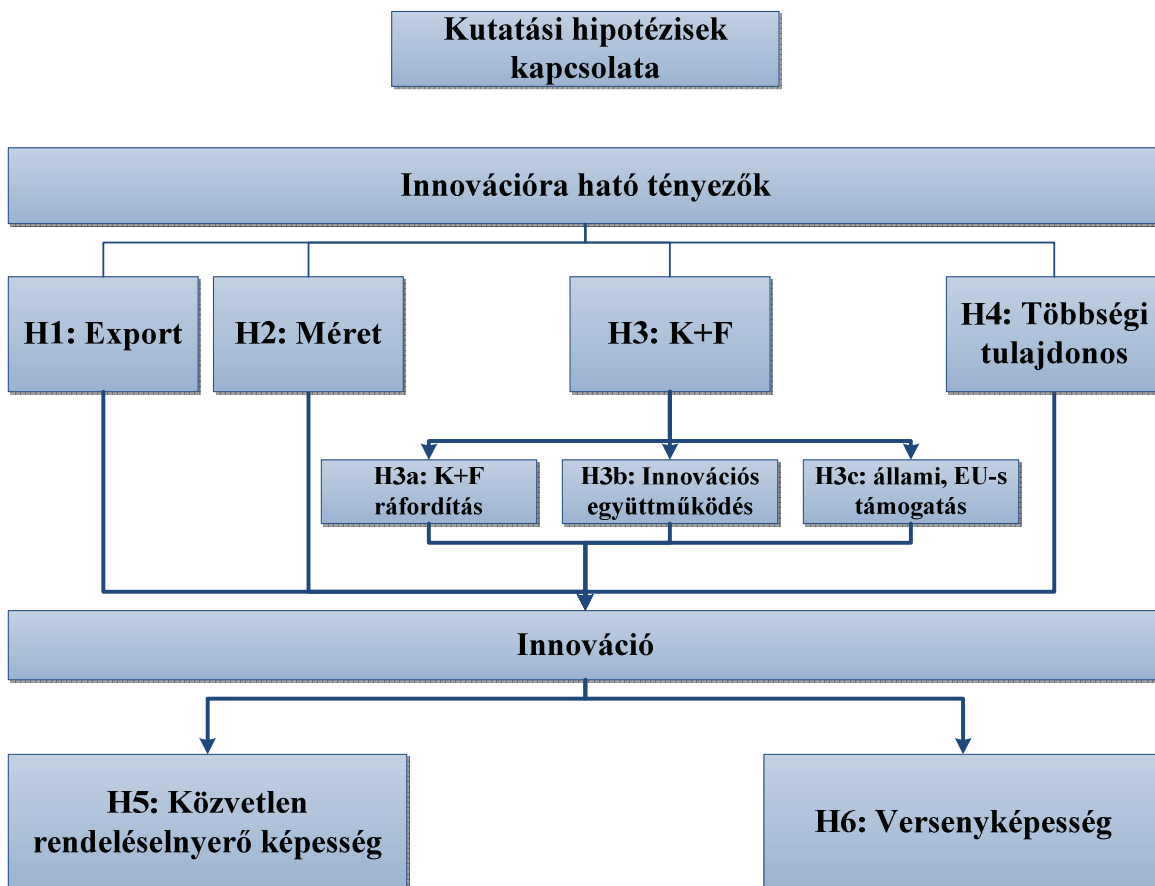 Kutatási hipotézisek
kapcsolata
Innovációra ható tényezők
H1: Export
H2: Méret
H3: K+F
H4: Többségi
tulajdonos
H3a: K+F
ráfordítás
H3b: Innovációs
együttműködés
H3c: állami, EU-s
támogatás
Innováció
H5: Közvetlen
rendeléselnyerő képesség
H6: Versenyképesség